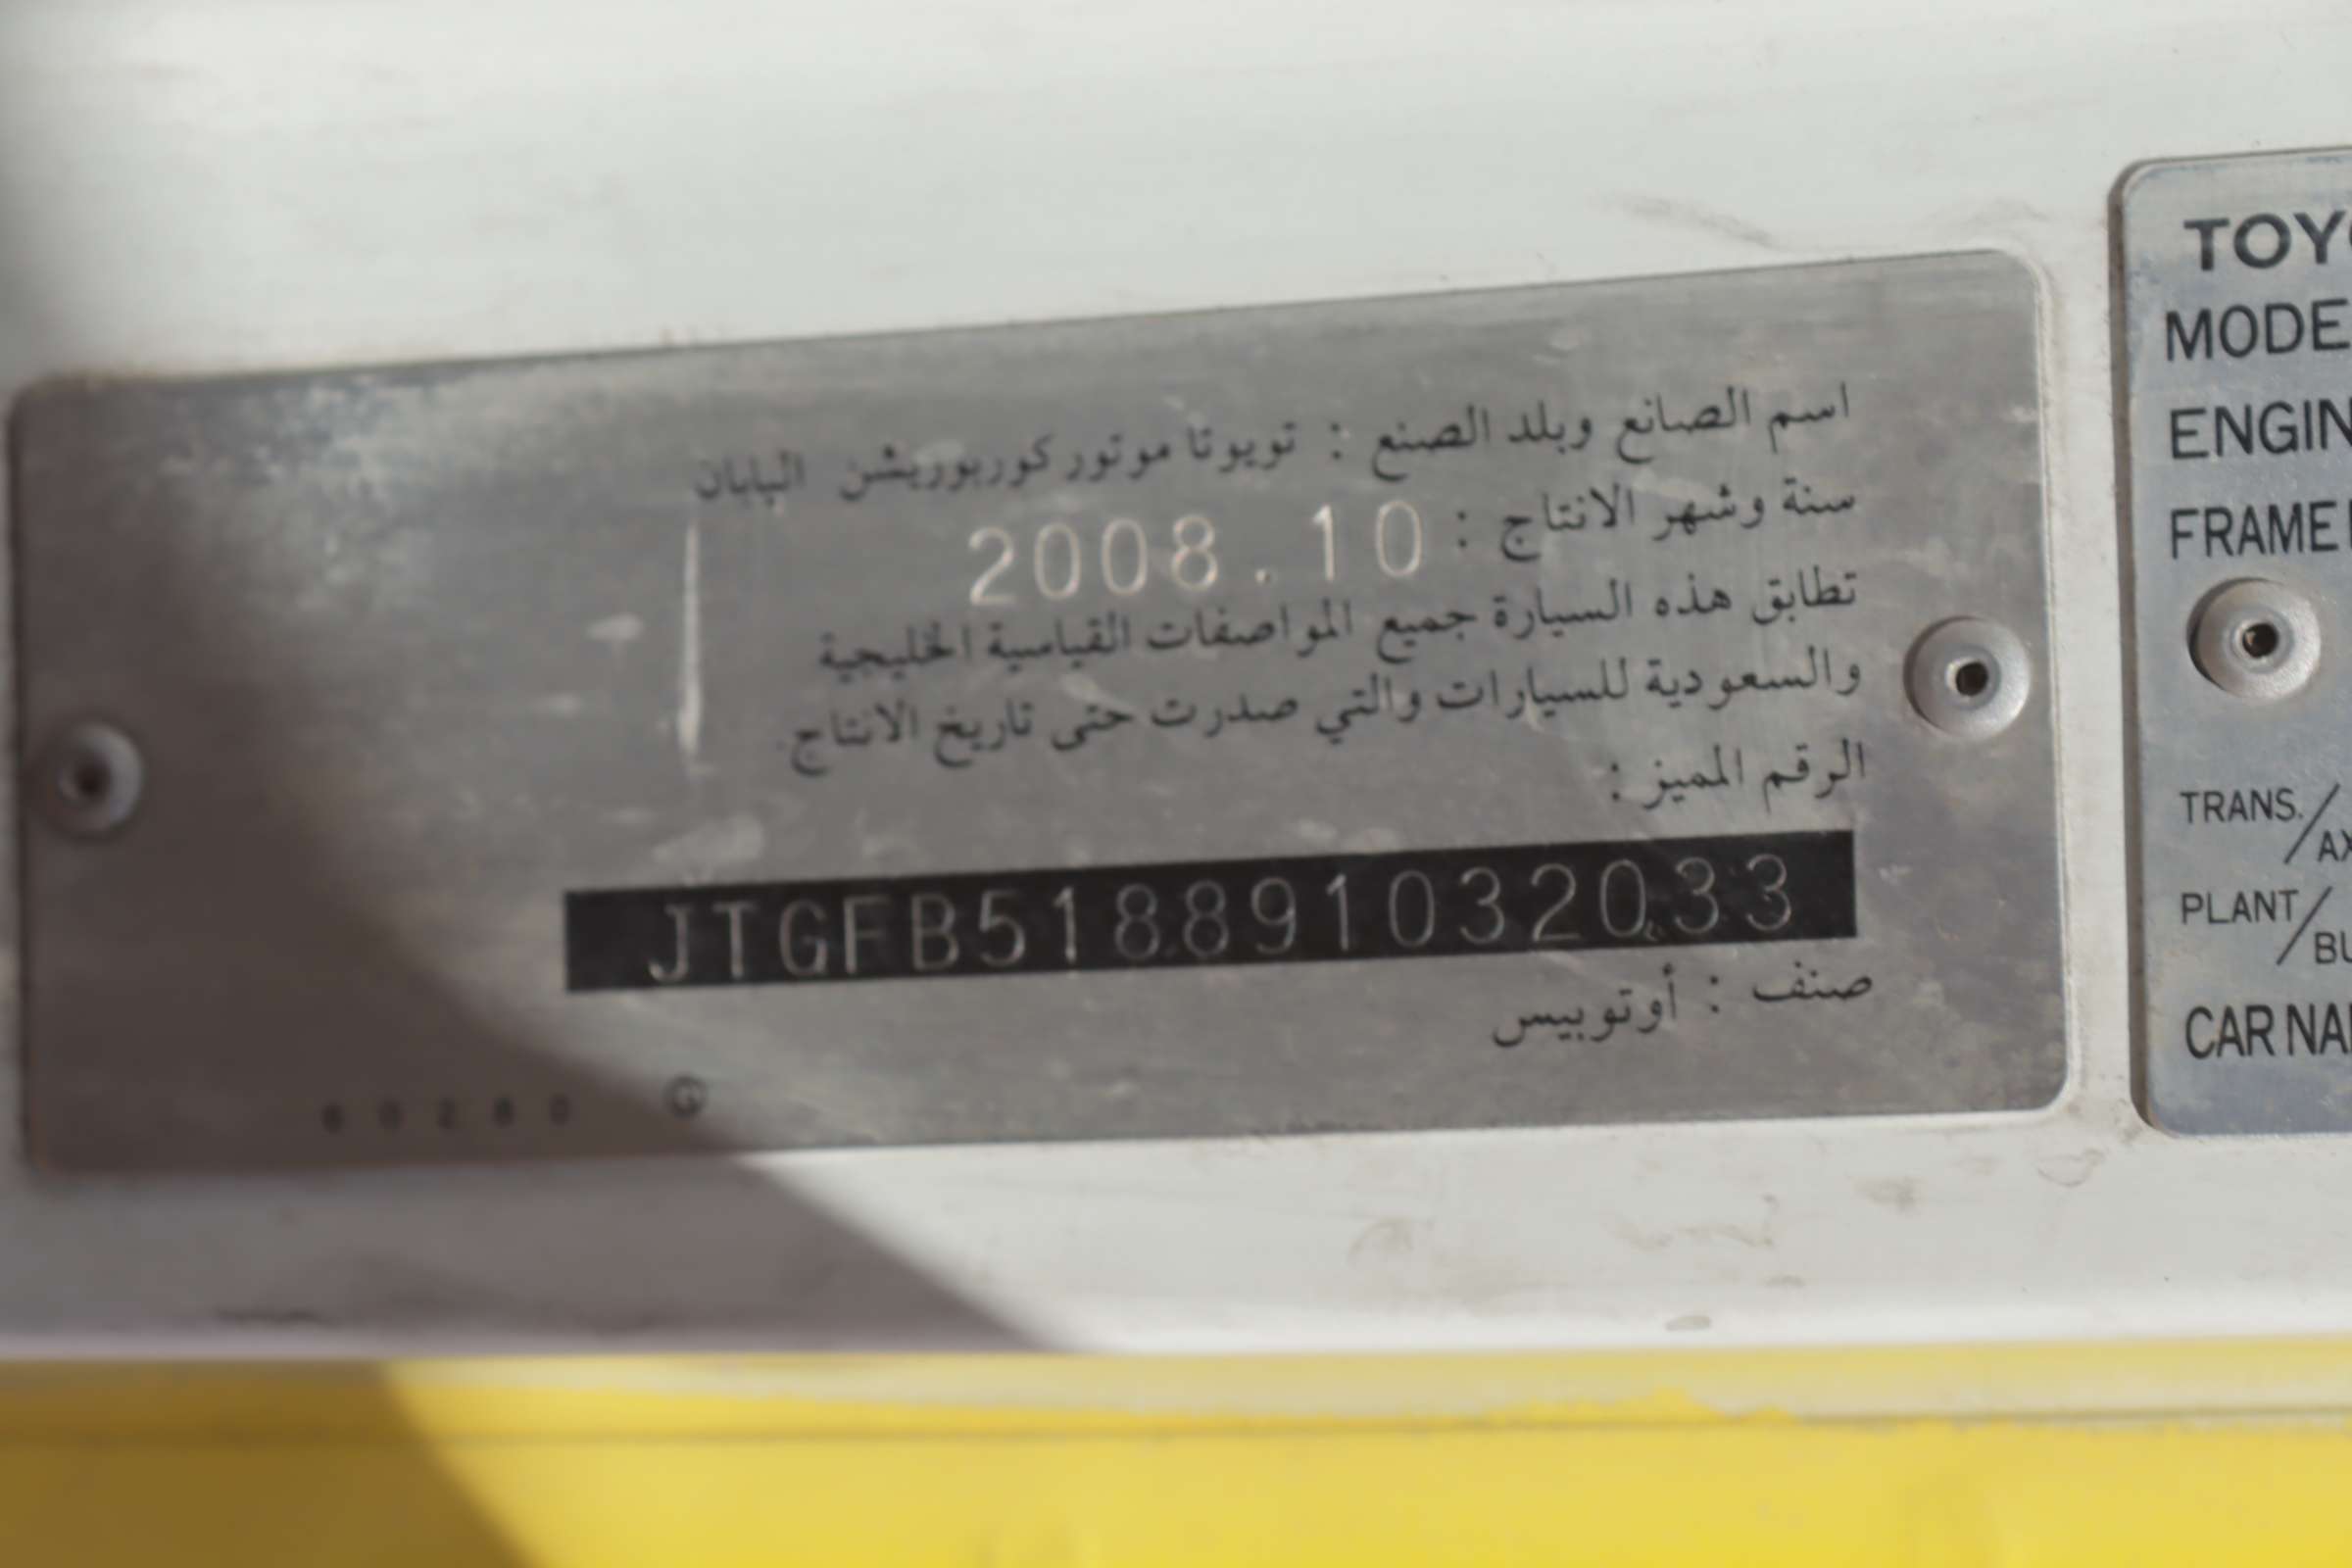 اسم الصانع وبلد الصنع : تويوتا موتور كوربوريشن اليابان
سنة وشهر الانتاج : 2008.10
تطابق هذه السيارة جميع المواصفات القياسية الخليجية
والسعودية للسيارات والتي صدرت حتى تاريخ الانتاج.
الرقم المميز :
JTGFB518891032033
صنف : أوتوبيس
TOY
MODE
ENGIN
FRAME
TRANS./
AX
PLANT/
BU
CAR NA